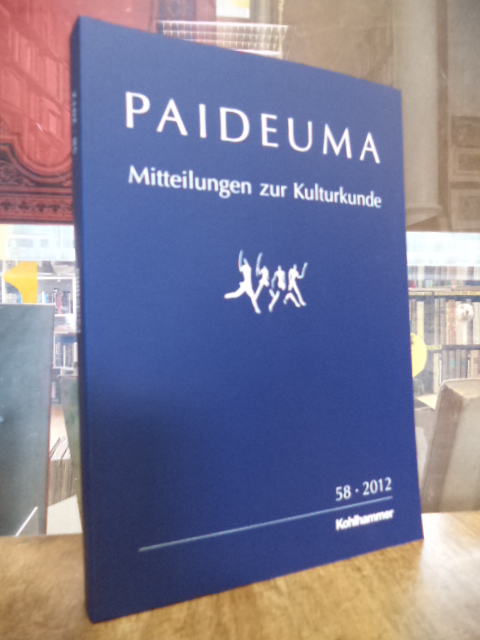 PAIDEUMA
Mitteilungen zur Kulturkunde
58 · 2012
Kohlhammer